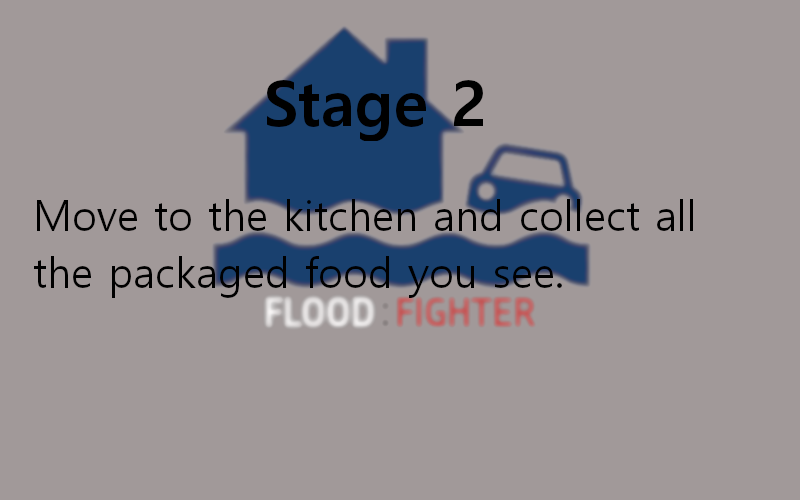 Stage 2
Move to the kitchen and collect all
the packaged food you see.
FLOOD:FIGHTER